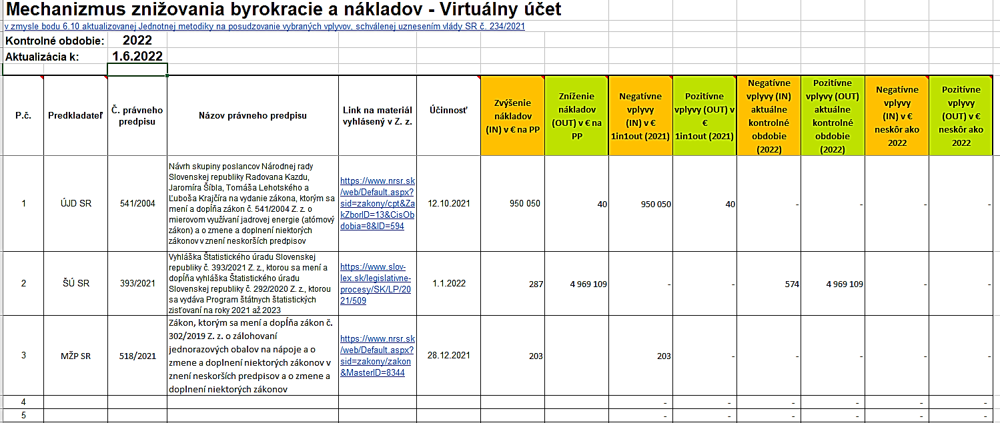 Mechanizmus znižovania byrokracie a nákladov - Virtuálny účet
v zmysle bodu 6.10 aktualizovanej Jednotnej metodiky na posudzovanie vybraných vplyvov, schválenej uznesením vlády SR č. 234/2021
Kontrolné obdobie: 2022
Aktualizácia k: 1.6.2022
P.č.
Predkladateľ
Č. právneho
predpisu
Názov právneho predpisu
Link na materiál
vyhlásený v Z. z.
Účinnosť
Zvýšenie
nákladov
(IN) v € na PP
Zníženie
nákladov
(OUT) v € na
PP
Negatívne
vplyvy
(IN) v €
1in1out (2021)
Pozitívne
vplyvy (OUT) v
€
1in1out (2021)
Negatívne
vplyvy (IN)
aktuálne
kontrolné
obdobie
(2022)
Pozitívne
vplyvy (OUT)
aktuálne
kontrolné
obdobie
(2022)
Negatívne
vplyvy
(IN) v €
neskôr ako
2022
Pozitívne
vplyvy
(OUT) v €
neskôr ako
2022
1
ÚJD SR
541/2004
Návrh skupiny poslancov Národnej rady
Slovenskej republiky Radovana Kazdu,
Jaromíra Šíbla, Tomáša Lehotského a
Ľuboša Krajčíra na vydanie zákona, ktorým sa
mení a dopĺňa zákon č. 541/2004 Z. z. o
mierovom využívaní jadrovej energie (atómový
zákon) a o zmene a doplnení niektorých
zákonov v znení neskorších predpisov
https://www.nrsr.sk
/web/Default.aspx?
sid=zakony/cpt&Za
kZborID=13&CisOb
dobia=8&ID=594
12.10.2021
950 050
40
950 050
40
-
-
-
-
2
ŠÚ SR
393/2021
Vyhláška Štatistického úradu Slovenskej
republiky č. 393/2021 Z. z., ktorou sa mení a
dopĺňa vyhláška Štatistického úradu
Slovenskej republiky č. 292/2020 Z. z., ktorou
sa vydáva Program štátnych štatistických
zisťovaní na roky 2021 až 2023
https://www.slov-
lex.sk/legislativne-
procesy/SK/LP/20
21/509
1.1.2022
287
4 969 109
-
-
574
4 969 109
-
-
3
MŽP SR
518/2021
Zákon, ktorým sa mení a dopĺňa zákon č.
302/2019 Z. z. o zálohovaní
jednorazových obalov na nápoje a o
zmene a doplnení niektorých zákonov v
znení neskorších predpisov a o zmene a
doplnení niektorých zákonov
https://www.nrsr.sk
/web/Default.aspx?
sid=zakony/zakon
&MasterID=8344
28.12.2021
203
203
-
-
-
-
-
4
-
-
-
-
-
-
5
-
-
-
-
-
-